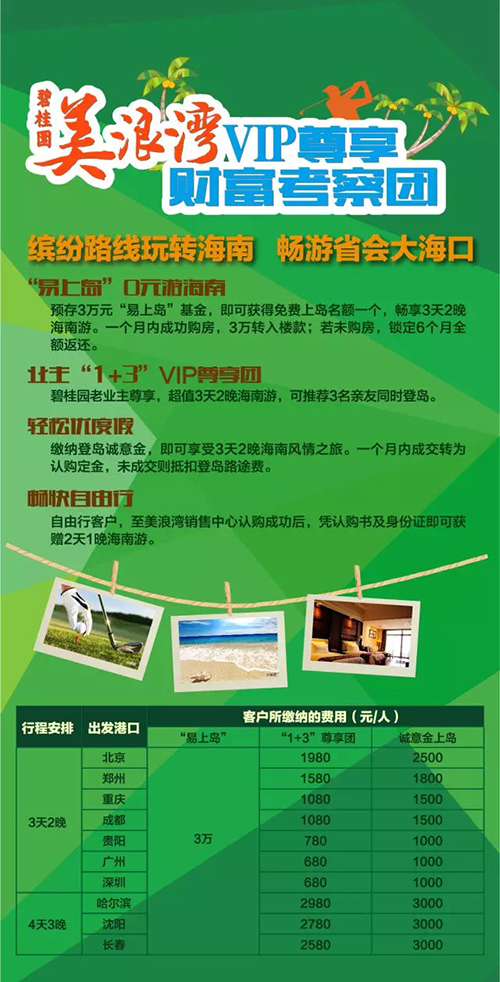 碧桂园
美浪湾VIP尊享
财富考察团
缤纷路线玩转海南 畅游省会大海口
“易上岛”0元游海南
预存3万元“易上岛”基金，即可获得免费上岛名额一个，畅享3天2晚
海南游。一个月内成功购房，3万转入楼款；若未购房，锁定6个月全
额返还。
业主“1+3”VIP尊享团
碧桂园老业主尊享，超值3天2晚海南游，可推荐3名亲友同时登岛。
轻松优度假
缴纳登岛诚意金，即可享受3天2晚海南风情之旅。一个月内成交转为
认购定金，未成交则抵扣登岛路途费。
畅快自由行
自由行客户，至美浪湾销售中心认购成功后，凭认购书及身份证即可获
赠2天1晚海南游。
行程安排 出发港口 客户所缴纳的费用（元/人）
“易上岛” “1+3”尊享团 诚意金上岛
3天2晚 北京 3万 1980 2500
郑州 1580 1800
重庆 1080 1500
成都 1080 1500
贵阳 780 1000
广州 680 1000
深圳 680 1000
4天3晚 哈尔滨 2980 3000
沈阳 2780 3000
长春 2580 3000